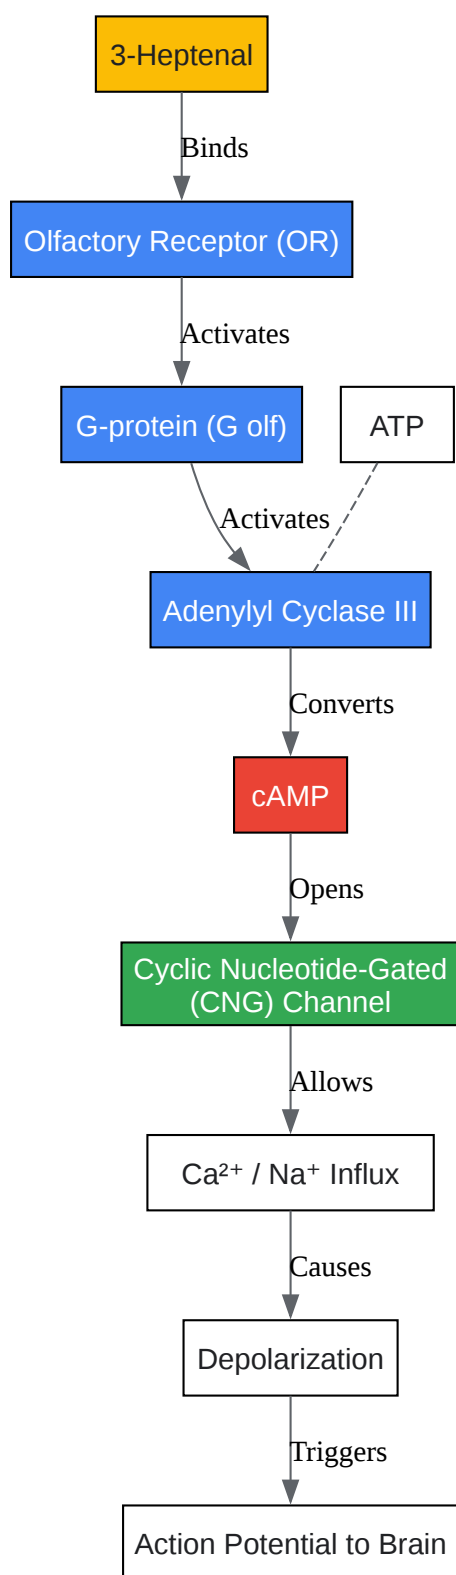 3-Heptenal
Binds
Olfactory Receptor (OR)
Activates
G-protein (G olf)
ATP
Activates
Adenylyl Cyclase III
Converts
cAMP
Opens
Cyclic Nucleotide-Gated
(CNG) Channel
Allows
Ca²⁺ / Na⁺ Influx
Causes
Depolarization
Triggers
Action Potential to Brain